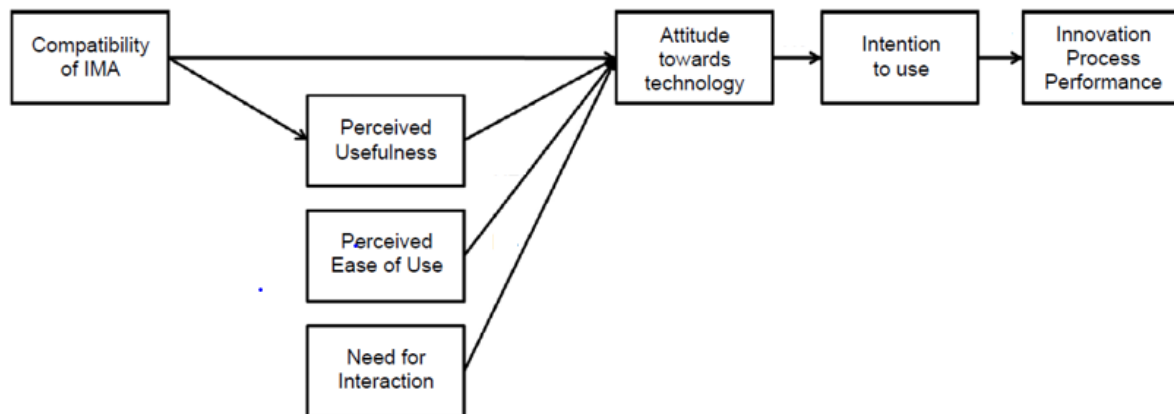 Compatibility
of IMA
Perceived
Usefulness
Perceived
Ease of Use
Need for
Interaction
Attitude
towards
technology
Intention
to use
Innovation
Process
Performance